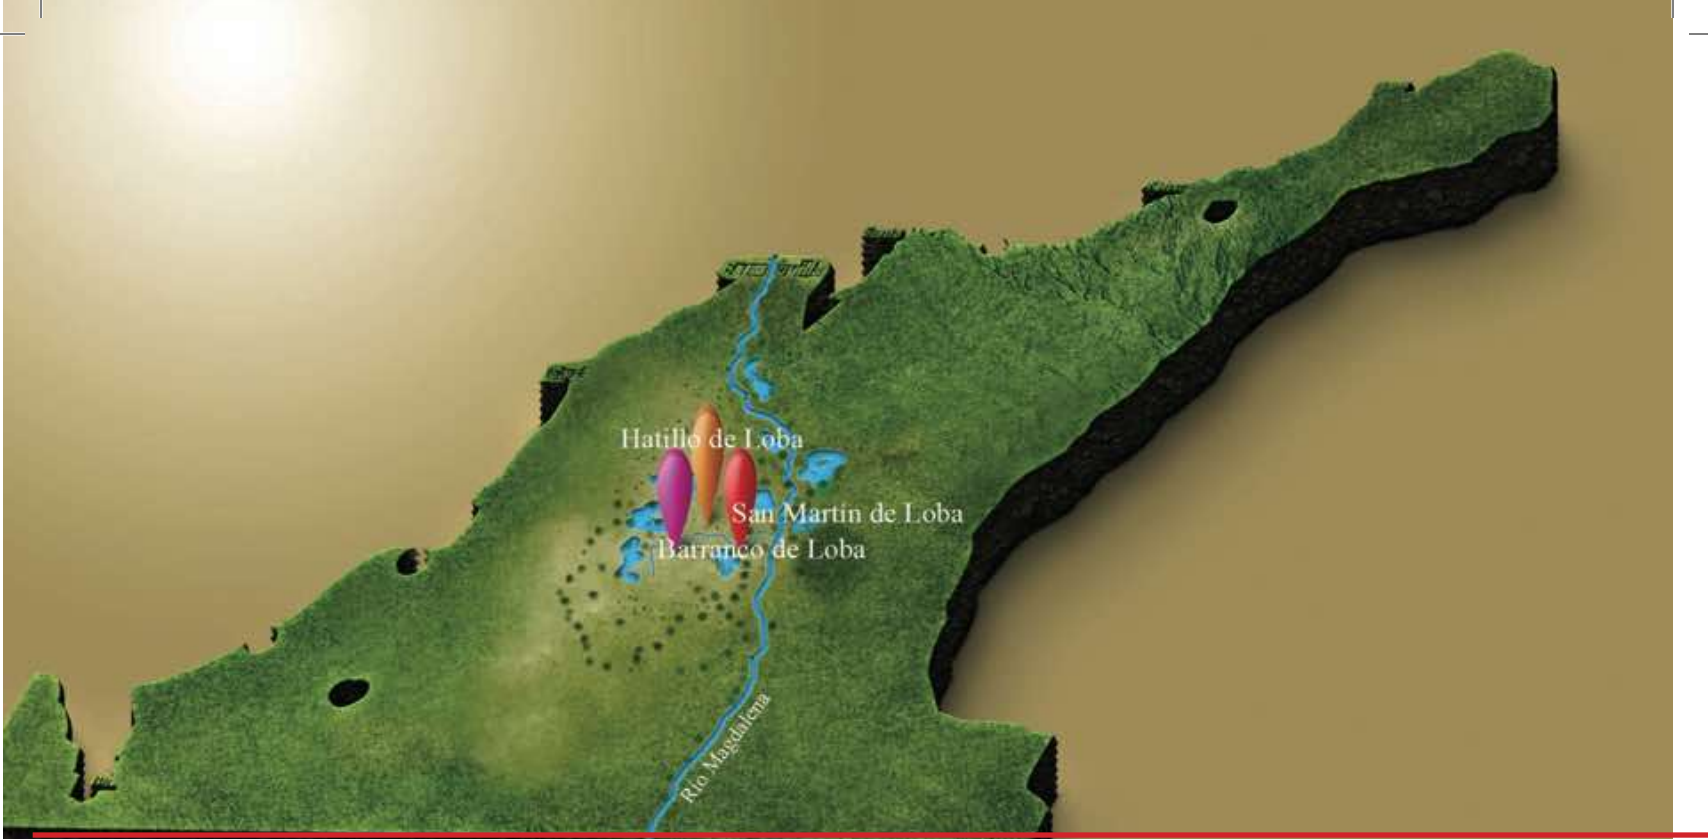 Hatillo de Loba
San Martín de Loba
Barranco de Loba
Río Magdalena